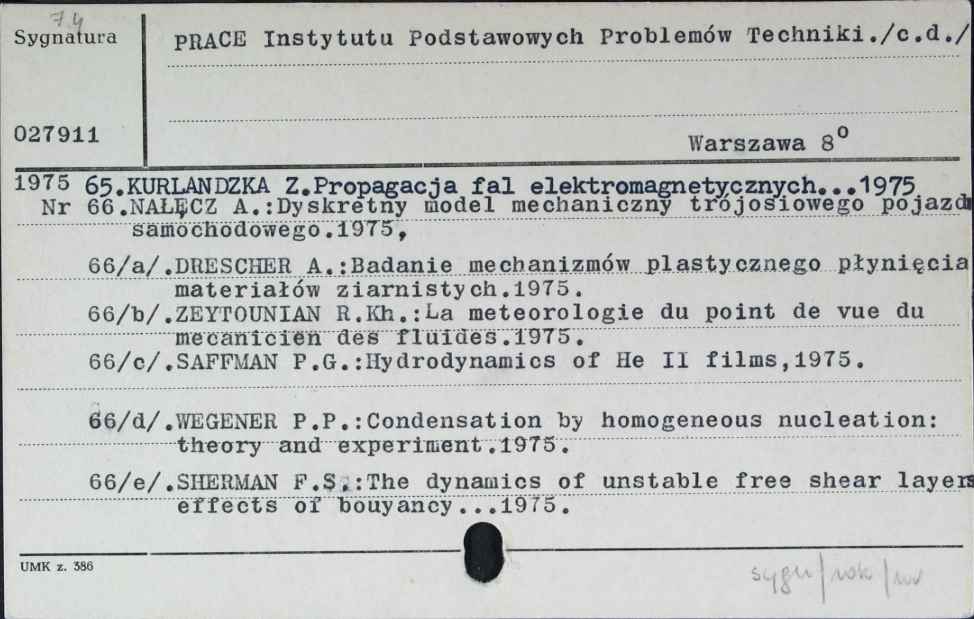 74
Sygnatura
PRACE Instytutu Podstawowych Problemów Techniki./c.d./
027911
Warszawa 8⁰
1975 65.KURLANDZKA Z.Propagacja fal elektromagnetycznych...1975
Nr 66.NAŁĘCZ A.:Dyskretny model mechaniczny trójosiowego pojazdu
samochodowego.1975,
66/a/.DRESCHER A.:Badanie mechanizmów plastycznego płynięcia
materiałów ziarnistych.1975.
66/b/.ZEYTOUNIAN R.Kh.:La meteorologie du point de vue du
mecanicien des fluides.1975.
66/c/.SAFFMAN P.G.:Hydrodynamics of He II films,1975.
66/d/.WEGENER P.P.:Condensation by homogeneous nucleation:
theory and experiment.1975.
66/e/.SHERMAN F.S.:The dynamics of unstable free shear layers
effects of bouyancy...1975.
UMK z. 386
sygn/rok/nr